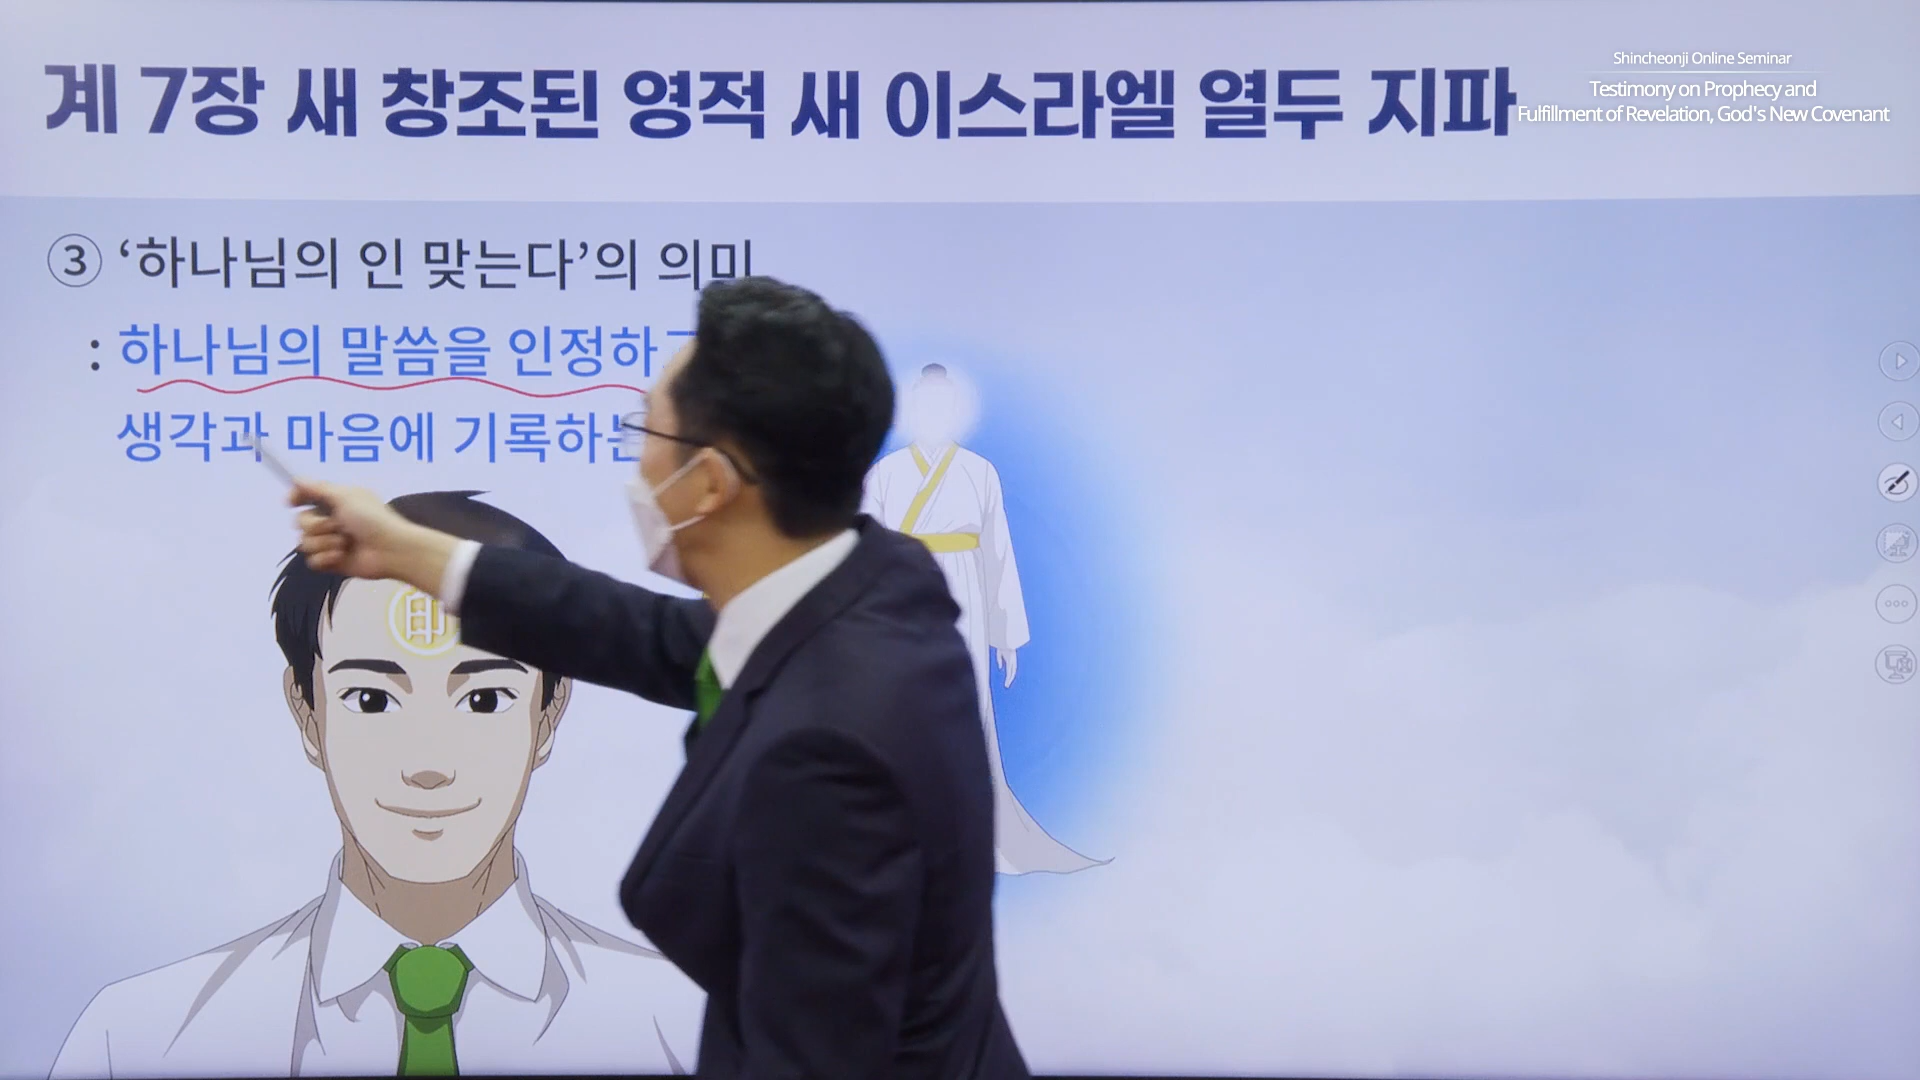 계 7장 새 창조된 영적 새 이스라엘 열두 지파
Shincheonji Online Seminar
Testimony on Prophecy and
Fulfillment of Revelation, God's New Covenant
③ ‘하나님의 인 맞는다’의 의미
: 하나님의 말씀을 인정하고
생각과 마음에 기록하는
印